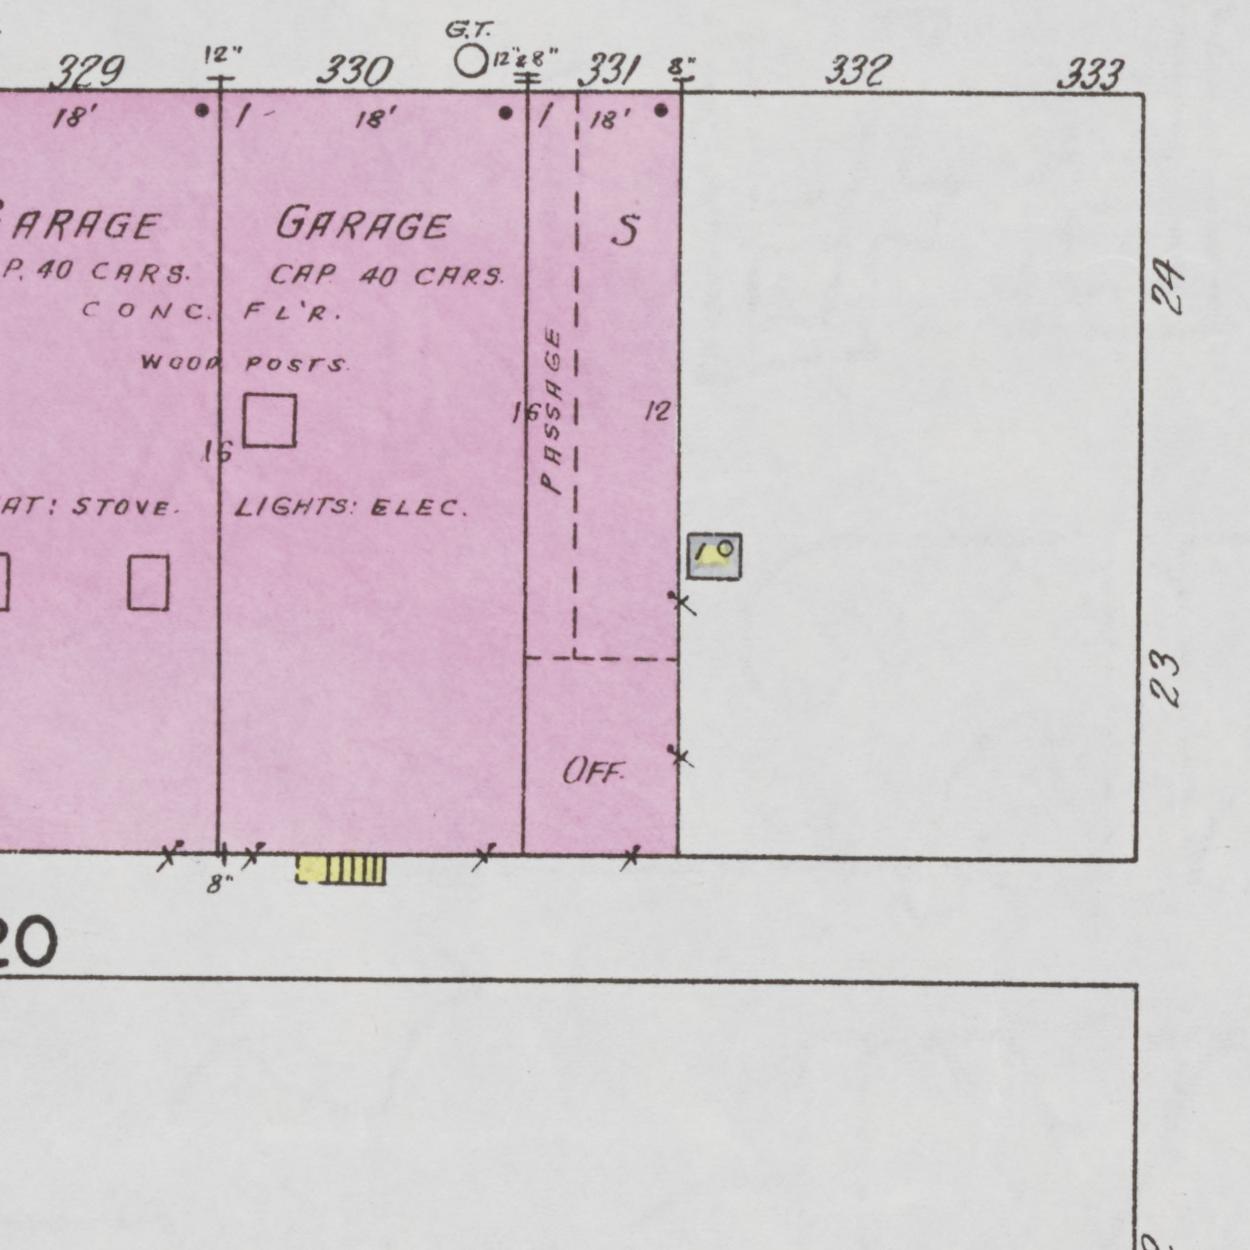 G.T.
329 12" 330 12"&8" 331 8" 332 333
18' 1 18' 1 18'
ARAGE GARAGE S
P. 40 CARS. CAP. 40 CARS.
CONC. FL'R.
WOOD POSTS.
24
PASSAGE
16 16 12
AT: STOVE. LIGHTS: ELEC.
1
23
OFF.
8"
20